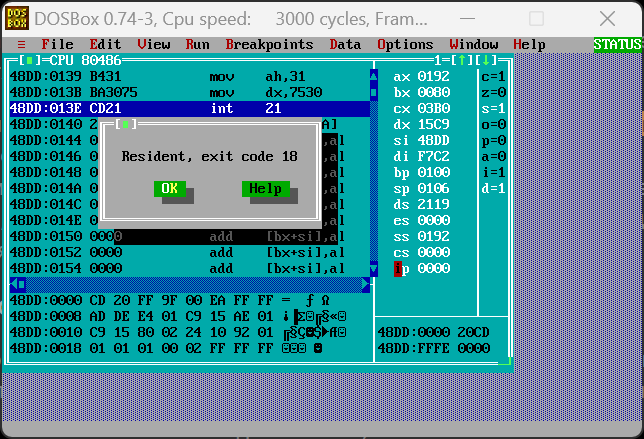 DOSBox 0.74-3, Cpu speed: 3000 cycles, Fram...
≡ File Edit View Run Breakpoints Data Options Window Help STATUS
[■]=CPU 80486 1=[↑][↓]
48DD:0139 B431 mov ah,31 ax 0192 c=1
48DD:013B BA3075 mov dx,7530 bx 0080 z=0
48DD:013E CD21 int 21 cx 03B0 s=1
48DD:0140 2 A] dx 15C9 o=0
48DD:0144 0 ,al si 48DD p=0
48DD:0146 0 ,al di F7C2 a=0
48DD:0148 0 ,al bp 0100 i=1
48DD:014A 0 ,al sp 0106 d=1
48DD:014C 0 ,al ds 2119
48DD:014E 0 ,al es 0000
48DD:0150 0000 add [bx+si],al ss 0192
48DD:0152 0000 add [bx+si],al cs 0000
48DD:0154 0000 add [bx+si],al ip 0000
[■]
Resident, exit code 18
OK Help
48DD:0000 CD 20 FF 9F 00 EA FF FF = ƒ Ω
48DD:0008 AD DE E4 01 C9 15 AE 01 ¡▐Σ☺╔§«☺
48DD:0010 C9 15 80 02 24 10 92 01 ╔§Ç☻$►Æ☺
48DD:0018 01 01 01 00 02 FF FF FF ☺☺☺ ☻
48DD:0000 20CD
48DD:FFFE 0000